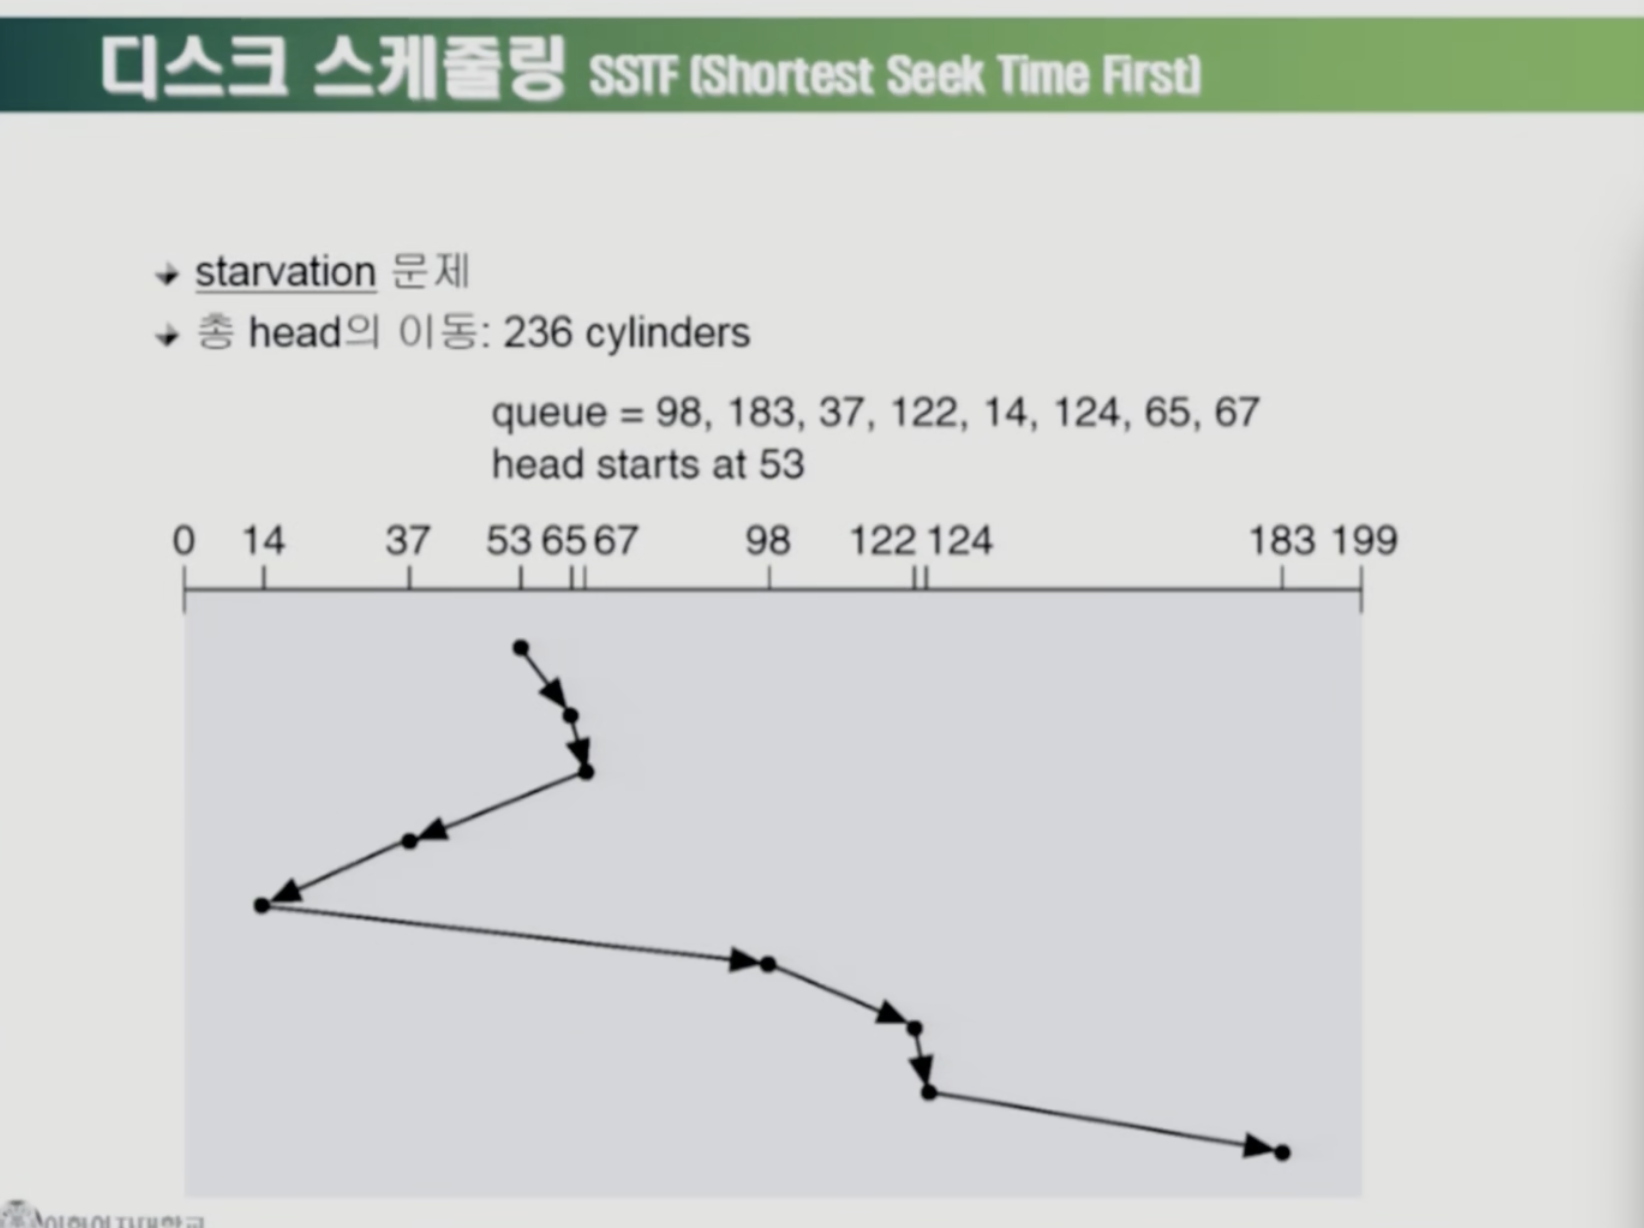 디스크 스케줄링 SSTF (Shortest Seek Time First)
starvation 문제
총 head의 이동: 236 cylinders
queue = 98, 183, 37, 122, 14, 124, 65, 67
head starts at 53
0 14 37 53 65 67 98 122 124 183 199